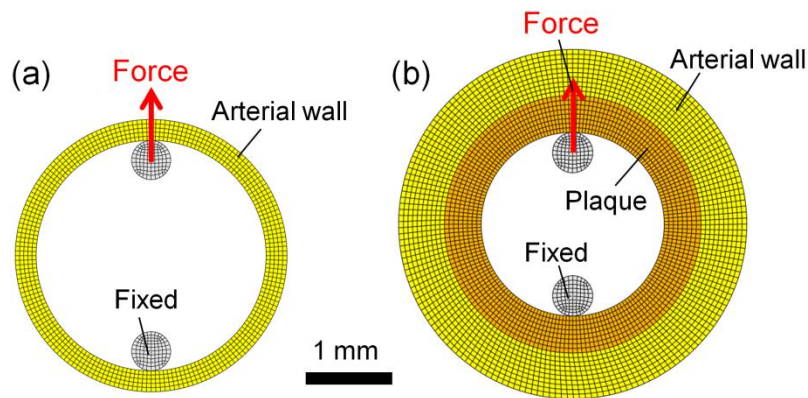 (a)
Force
Arterial wall
Fixed
1 mm
(b)
Force
Arterial wall
Plaque
Fixed